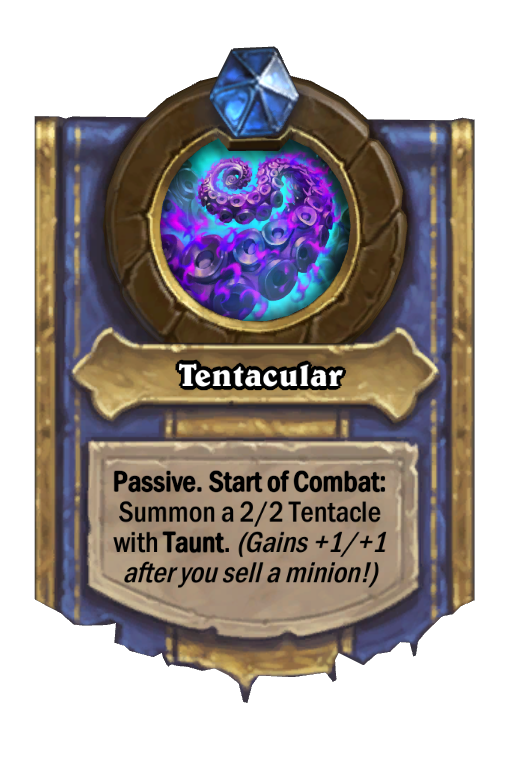 Tentacular
Passive. Start of Combat:
Summon a 2/2 Tentacle
with Taunt. (Gains +1/+1
after you sell a minion!)